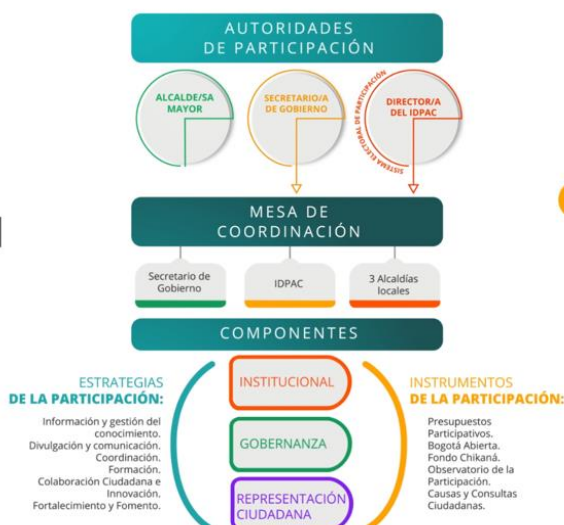 AUTORIDADES
DE PARTICIPACIÓN
ALCALDE/SA
MAYOR
SECRETARIO/A
DE GOBIERNO
DIRECTOR/A
DEL IDPAC
SISTEMA ELECTORAL DE PARTICIPACIÓN
MESA DE
COORDINACIÓN
Secretario de
Gobierno
IDPAC
3 Alcaldías
locales
COMPONENTES
ESTRATEGIAS
DE LA PARTICIPACIÓN:
Información y gestión del
conocimiento.
Divulgación y comunicación.
Coordinación.
Formación.
Colaboración Ciudadana e
Innovación.
Fortalecimiento y Fomento.
INSTITUCIONAL
GOBERNANZA
REPRESENTACIÓN
CIUDADANA
INSTRUMENTOS
DE LA PARTICIPACIÓN:
Presupuestos
Participativos.
Bogotá Abierta.
Fondo Chikaná.
Observatorio de la
Participación.
Causas y Consultas
Ciudadanas.